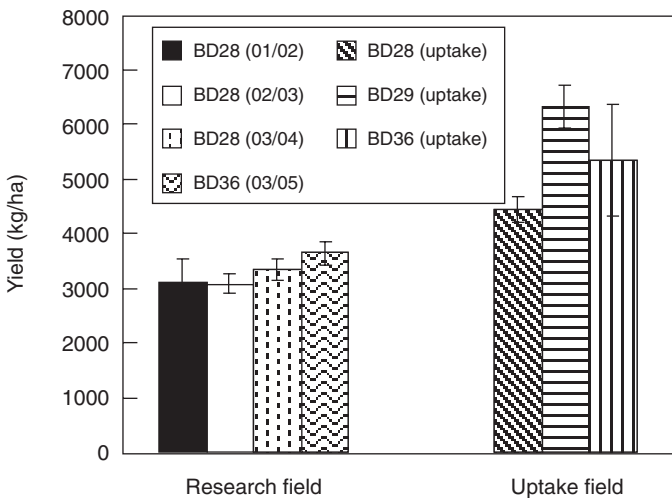 8000
7000
6000
5000
4000
3000
2000
1000
0
Yield (kg/ha)
BD28 (01/02)
BD28 (02/03)
BD28 (03/04)
BD36 (03/05)
BD28 (uptake)
BD29 (uptake)
BD36 (uptake)
Research field
Uptake field